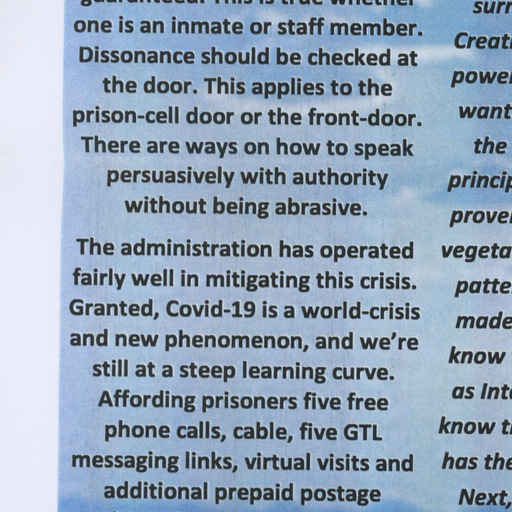 guaranteed. This is true whether
one is an inmate or staff member.
Dissonance should be checked at
the door. This applies to the
prison-cell door or the front-door.
There are ways on how to speak
persuasively with authority
without being abrasive.
The administration has operated
fairly well in mitigating this crisis.
Granted, Covid-19 is a world-crisis
and new phenomenon, and we're
still at a steep learning curve.
Affording prisoners five free
phone calls, cable, five GTL
messaging links, virtual visits and
additional prepaid postage
surr
Creati
power
want
the
princip
prove
vegeta
patte
made
know
as Int
know t
has the
Next,